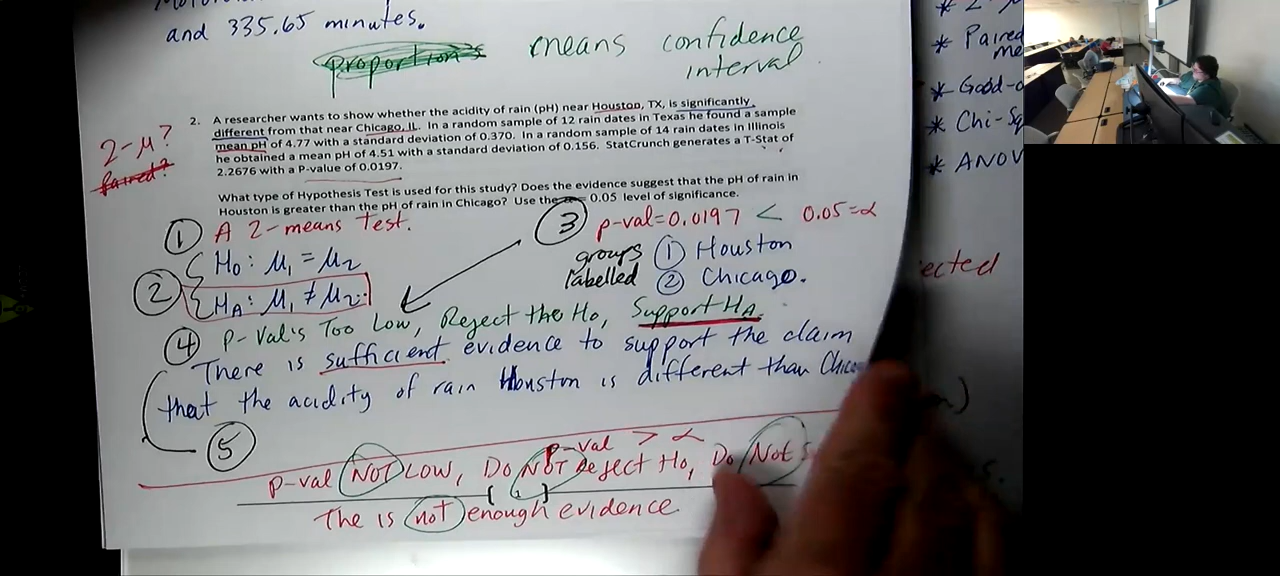 and 335.65 minutes.
proportions means confidence
interval
2. A researcher wants to show whether the acidity of rain (pH) near Houston, TX, is significantly
different from that near Chicago, IL. In a random sample of 12 rain dates in Texas he found a sample
mean pH of 4.77 with a standard deviation of 0.370. In a random sample of 14 rain dates in Illinois
he obtained a mean pH of 4.51 with a standard deviation of 0.156. StatCrunch generates a T-Stat of
2.2676 with a P-value of 0.0197.
2-μ?
paired?
What type of Hypothesis Test is used for this study? Does the evidence suggest that the pH of rain in
Houston is greater than the pH of rain in Chicago? Use the 0.05 level of significance.
① A 2-means Test.
③ p-val=0.0197 < 0.05=α
② { H₀: μ₁ = μ₂
{ HA: μ₁ ≠ μ₂
groups ① Houston
labelled ② Chicago.
④ P-Val's Too Low, Reject the Ho, Support HA.
There is sufficient evidence to support the claim
that the acidity of rain Houston is different than
⑤
p-val > α
p-val NOT LOW, Do NOT Reject Ho, Do Not
The is not enough evidence
* 2-μ
* Paired
me
* Good-o
* Chi-Sq
* ANOV
ected